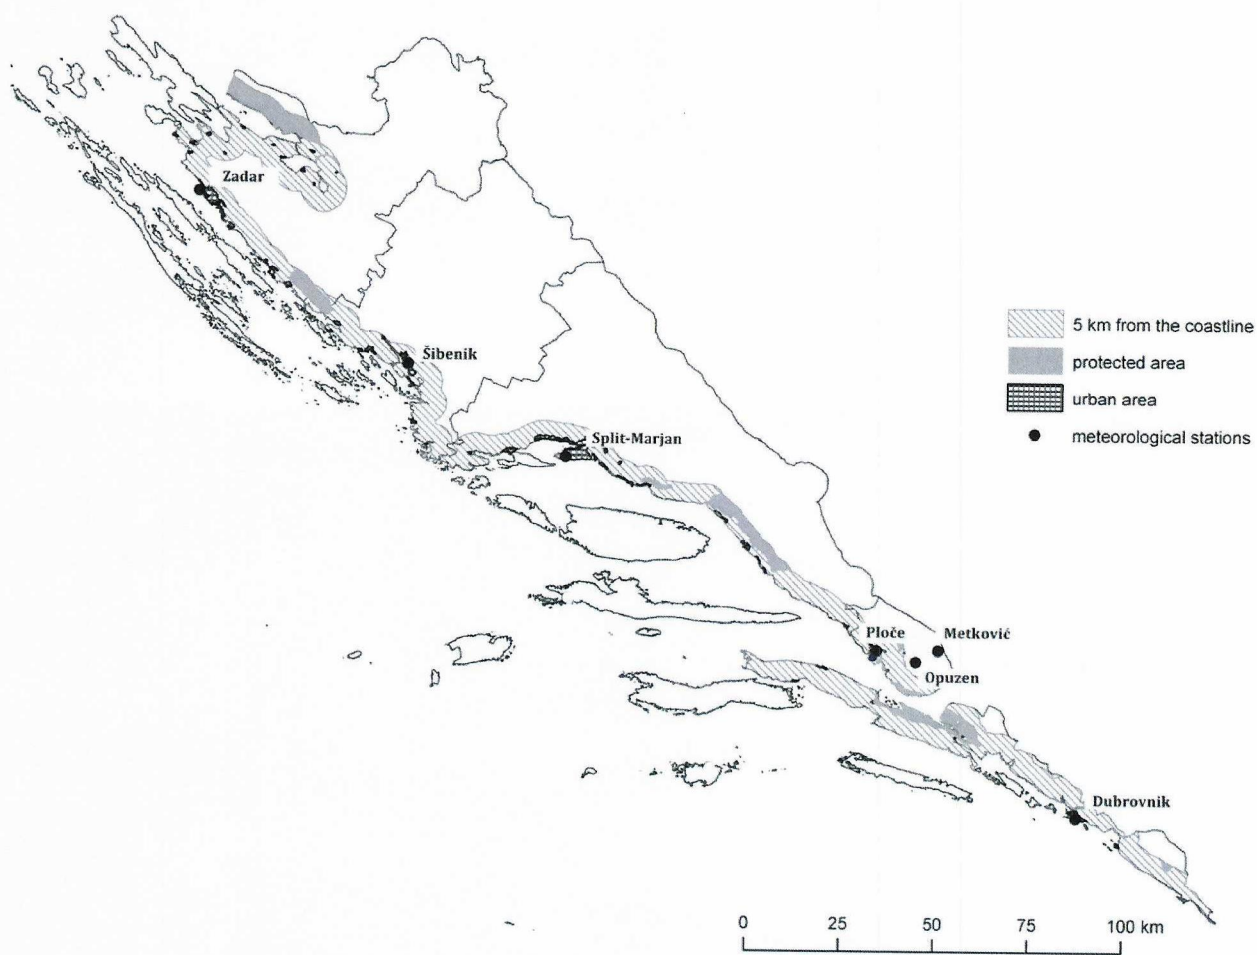 Zadar
Šibenik
Split-Marjan
Ploče
Metković
Opuzen
Dubrovnik
5 km from the coastline
protected area
urban area
meteorological stations
0 25 50 75 100 km